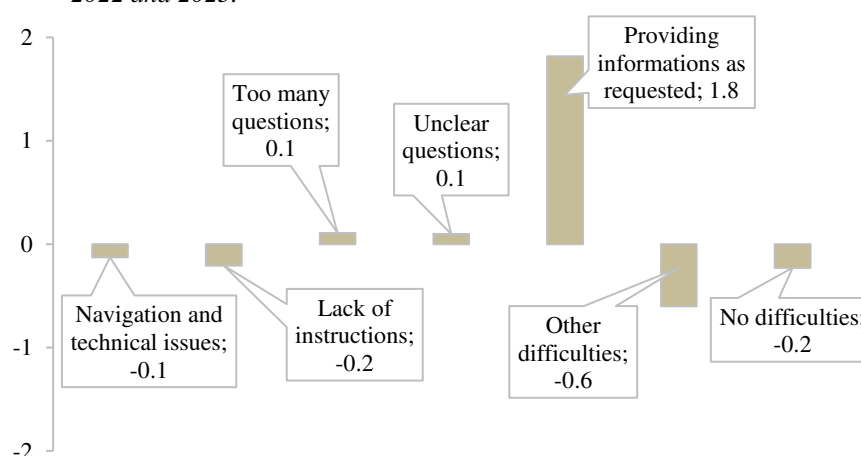 2022 and 2023.
2
1
0
-1
-2
Too many
questions;
0.1
Unclear
questions;
0.1
Providing
informations as
requested; 1.8
Navigation and
technical issues;
-0.1
Lack of
instructions;
-0.2
Other
difficulties;
-0.6
No difficulties;
-0.2